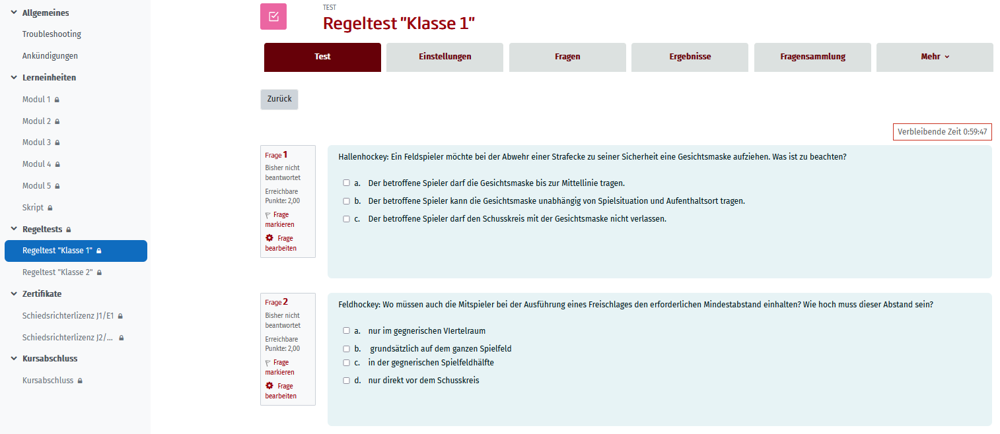 Allgemeines
Troubleshooting
Ankündigungen
Lerneinheiten
Modul 1
Modul 2
Modul 3
Modul 4
Modul 5
Skript
Regeltests
Regeltest "Klasse 1"
Regeltest "Klasse 2"
Zertifikate
Schiedsrichterlizenz J1/E1
Schiedsrichterlizenz J2/...
Kursabschluss
Kursabschluss
TEST
Regeltest "Klasse 1"
Test
Einstellungen
Fragen
Ergebnisse
Fragensammlung
Mehr
Zurück
Verbleibende Zeit 0:59:47
Frage 1
Bisher nicht
beantwortet
Erreichbare
Punkte: 2,00
Frage
markieren
Frage
bearbeiten
Hallenhockey: Ein Feldspieler möchte bei der Abwehr einer Strafecke zu seiner Sicherheit eine Gesichtsmaske aufziehen. Was ist zu beachten?
a. Der betroffene Spieler darf die Gesichtsmaske bis zur Mittellinie tragen.
b. Der betroffene Spieler kann die Gesichtsmaske unabhängig von Spielsituation und Aufenthaltsort tragen.
c. Der betroffene Spieler darf den Schusskreis mit der Gesichtsmaske nicht verlassen.
Frage 2
Bisher nicht
beantwortet
Erreichbare
Punkte: 2,00
Frage
markieren
Frage
bearbeiten
Feldhockey: Wo müssen auch die Mitspieler bei der Ausführung eines Freischlages den erforderlichen Mindestabstand einhalten? Wie hoch muss dieser Abstand sein?
a. nur im gegnerischen VIertelraum
b. grundsätzlich auf dem ganzen Spielfeld
c. in der gegnerischen Spielfeldhälfte
d. nur direkt vor dem Schusskreis